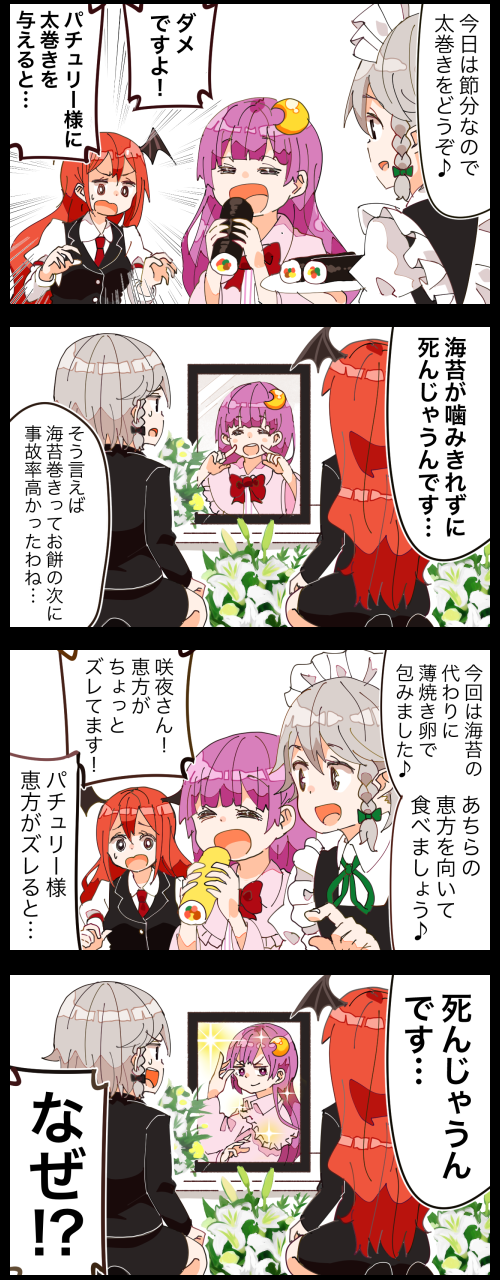 今日は節分なので
太巻きをどうぞ♪
ダメ
ですよ！
パチュリー様に
太巻きを
与えると…
海苔が噛みきれずに
死んじゃうんです…
そう言えば
海苔巻きってお餅の次に
事故率高かったわね…
今回は海苔の
代わりに
薄焼き卵で
包みました♪
あちらの
恵方を向いて
食べましょう♪
咲夜さん！
恵方が
ちょっと
ズレてます！
パチュリー様
恵方がズレると…
死んじゃうん
です…
なぜ!?